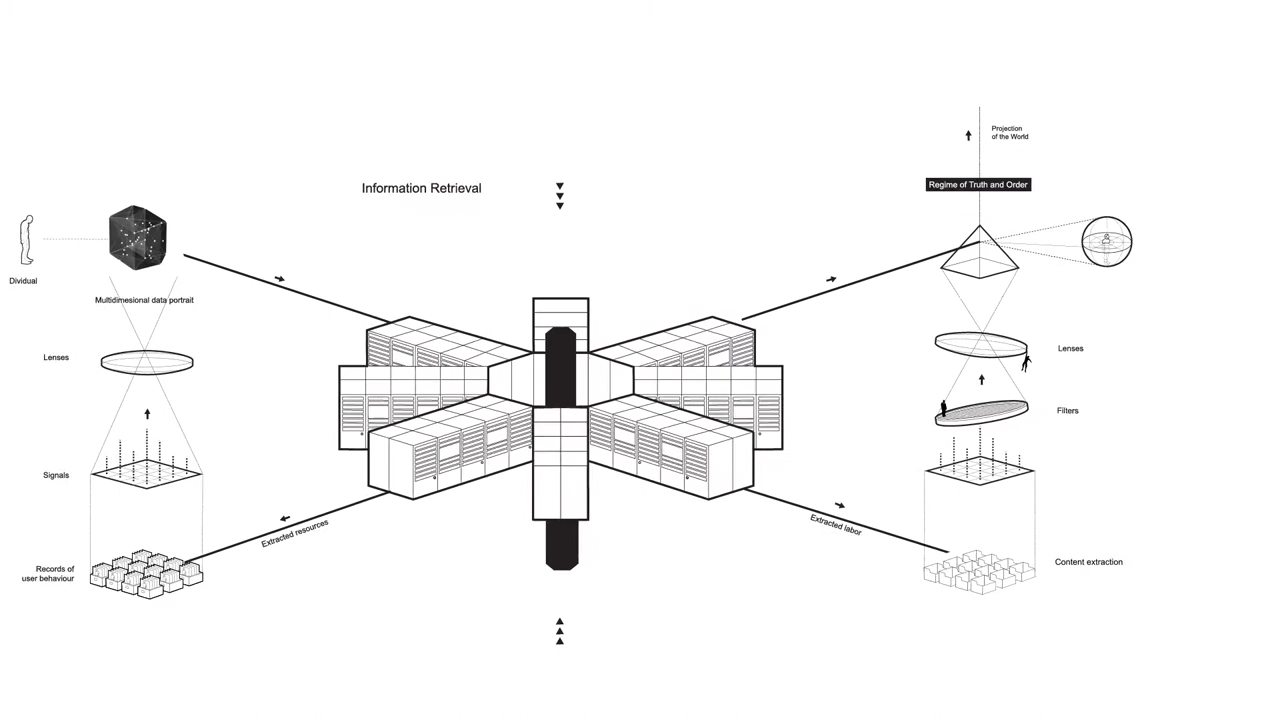 Projection
of the World
Regime of Truth and Order
Information Retrieval
Dividual
Multidimesional data portrait
Lenses
Lenses
Filters
Signals
Extracted resources
Extracted labor
Records of
user behaviour
Content extraction